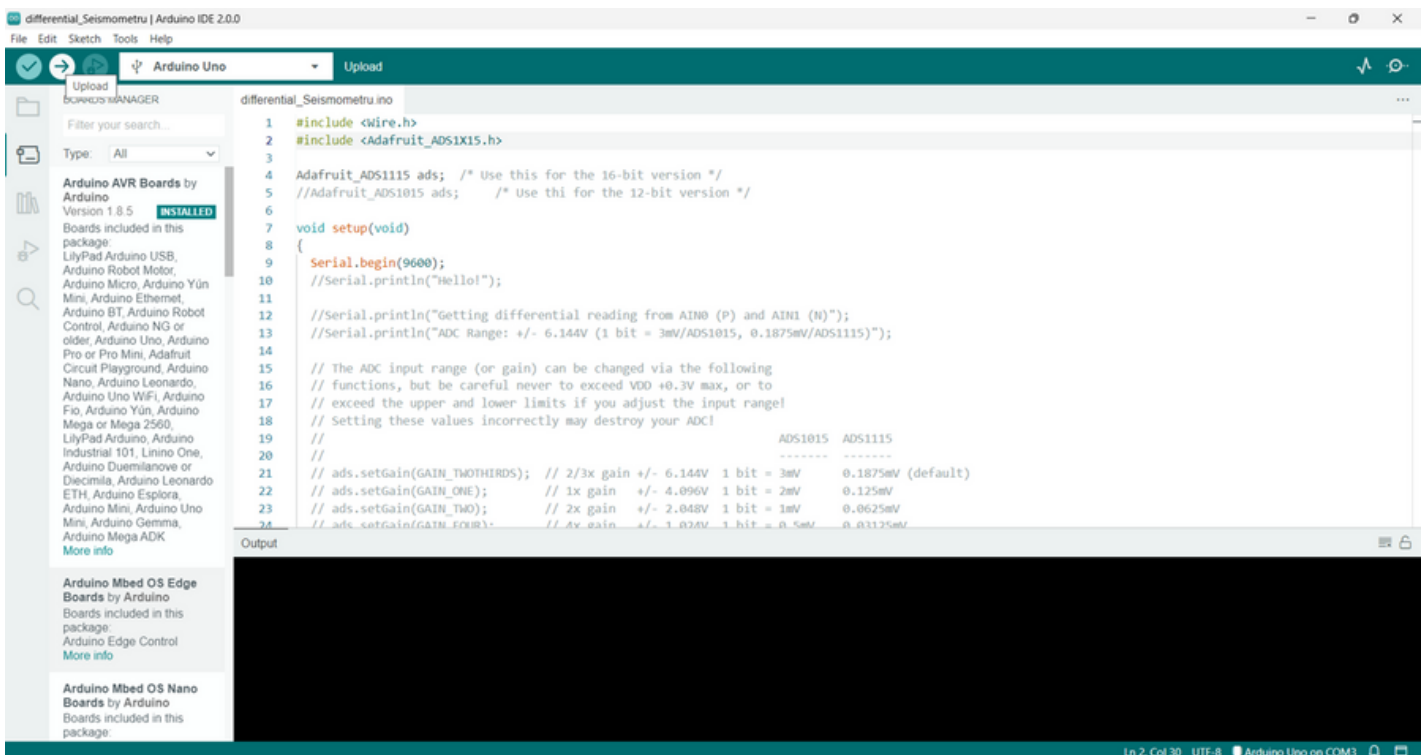 differential_Seismometru | Arduino IDE 2.0.0
File Edit Sketch Tools Help
Arduino Uno
Upload
Upload
BOARDS MANAGER
Filter your search...
Type: All
Arduino AVR Boards by
Arduino
Version 1.8.5 INSTALLED
Boards included in this
package:
LilyPad Arduino USB,
Arduino Robot Motor,
Arduino Micro, Arduino Yún
Mini, Arduino Ethernet,
Arduino BT, Arduino Robot
Control, Arduino NG or
older, Arduino Uno, Arduino
Pro or Pro Mini, Adafruit
Circuit Playground, Arduino
Nano, Arduino Leonardo,
Arduino Uno WiFi, Arduino
Fio, Arduino Yún, Arduino
Mega or Mega 2560,
LilyPad Arduino, Arduino
Industrial 101, Linino One,
Arduino Duemilanove or
Diecimila, Arduino Leonardo
ETH, Arduino Esplora,
Arduino Mini, Arduino Uno
Mini, Arduino Gemma,
Arduino Mega ADK
More info
Arduino Mbed OS Edge
Boards by Arduino
Boards included in this
package:
Arduino Edge Control
More info
Arduino Mbed OS Nano
Boards by Arduino
Boards included in this
package:
differential_Seismometru.ino
1 #include <Wire.h>
2 #include <Adafruit_ADS1X15.h>
3
4 Adafruit_ADS1115 ads; /* Use this for the 16-bit version */
5 //Adafruit_ADS1015 ads; /* Use thi for the 12-bit version */
6
7 void setup(void)
8 {
9 Serial.begin(9600);
10 //Serial.println("Hello!");
11
12 //Serial.println("Getting differential reading from AIN0 (P) and AIN1 (N)");
13 //Serial.println("ADC Range: +/- 6.144V (1 bit = 3mV/ADS1015, 0.1875mV/ADS1115)");
14
15 // The ADC input range (or gain) can be changed via the following
16 // functions, but be careful never to exceed VDD +0.3V max, or to
17 // exceed the upper and lower limits if you adjust the input range!
18 // Setting these values incorrectly may destroy your ADC!
19 // ADS1015 ADS1115
20 // ------- -------
21 // ads.setGain(GAIN_TWOTHIRDS); // 2/3x gain +/- 6.144V 1 bit = 3mV 0.1875mV (default)
22 // ads.setGain(GAIN_ONE); // 1x gain +/- 4.096V 1 bit = 2mV 0.125mV
23 // ads.setGain(GAIN_TWO); // 2x gain +/- 2.048V 1 bit = 1mV 0.0625mV
24 // ads.setGain(GAIN_FOUR); // 4x gain +/- 1.024V 1 bit = 0.5mV 0.03125mV
Output
Ln 2, Col 30 UTF-8 Arduino Uno on COM3